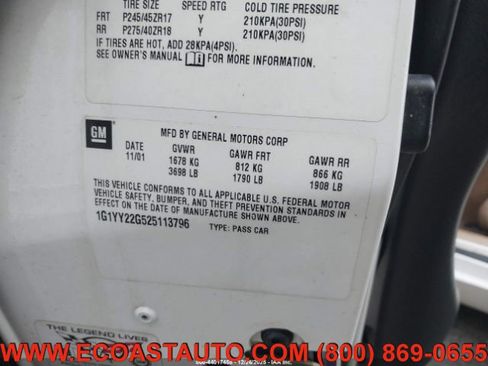 TIRE SIZE SPEED RTG COLD TIRE PRESSURE
FRT P245/45ZR17 Y 210KPA(30PSI)
RR P275/40ZR18 Y 210KPA(30PSI)
IF TIRES ARE HOT, ADD 28KPA(4PSI)
SEE OWNER'S MANUAL FOR MORE INFORMATION.
GM
MFD BY GENERAL MOTORS CORP
DATE GVWR GAWR FRT GAWR RR
11/01 1678 KG 812 KG 866 KG
3698 LB 1790 LB 1908 LB
THIS VEHICLE CONFORMS TO ALL APPLICABLE U.S. FEDERAL MOTOR
VEHICLE SAFETY, BUMPER, AND THEFT PREVENTION STANDARDS IN
EFFECT ON THE DATE OF MANUFACTURE SHOWN ABOVE.
1G1YY22G525113796 TYPE: PASS CAR
THE LEGEND LIVES
WWW.ECOASTAUTO.COM (800) 869-0655